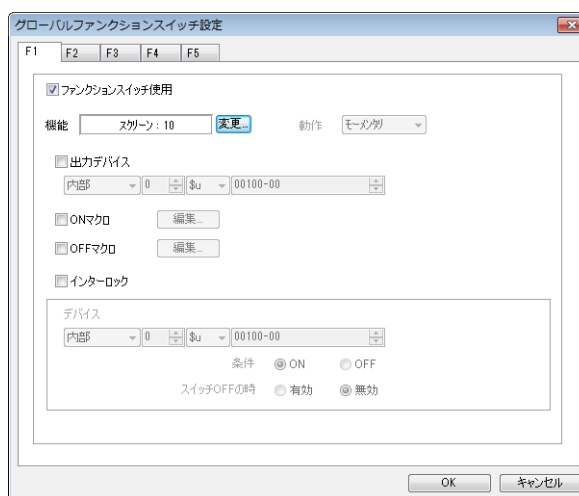 グローバルファンクションスイッチ設定
F1 F2 F3 F4 F5
ファンクションスイッチ使用
機能 スクリーン : 10 変更... 動作 モーメンタリ
出力デバイス
内部 0 $u 00100-00
ONマクロ 編集...
OFFマクロ 編集...
インターロック
デバイス
内部 0 $u 00100-00
条件 ON OFF
スイッチOFFの時 有効 無効
OK キャンセル